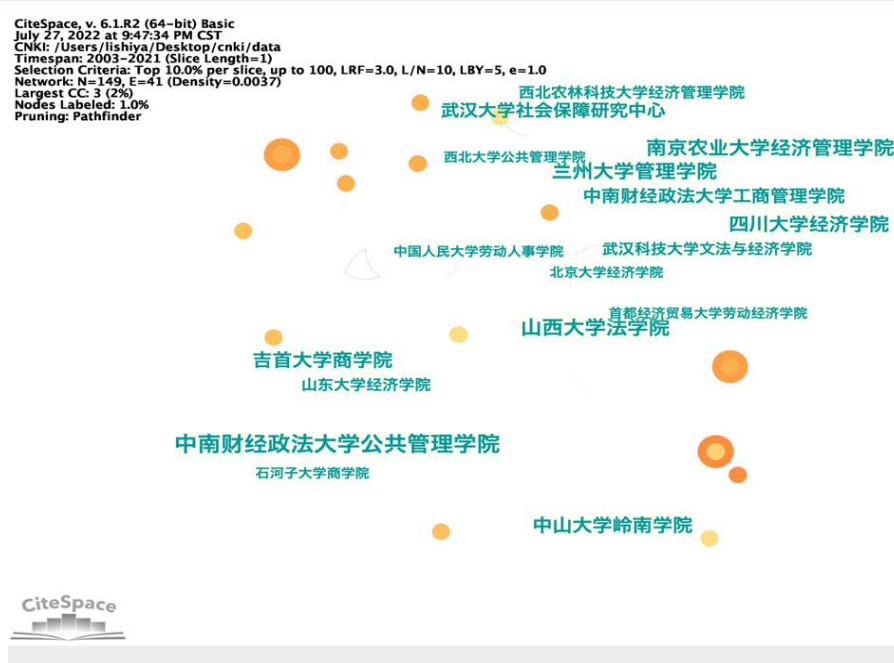 CiteSpace, v. 6.1.R2 (64-bit) Basic
July 27, 2022 at 9:47:34 PM CST
CNKI: /Users/lishiya/Desktop/cnki/data
Timespan: 2003-2021 (Slice Length=1)
Selection Criteria: Top 10.0% per slice, up to 100, LRF=3.0, L/N=10, LBY=5, e=1.0
Network: N=149, E=41 (Density=0.0037)
Largest CC: 3 (2%)
Nodes Labeled: 1.0%
Pruning: Pathfinder
西北农林科技大学经济管理学院
武汉大学社会保障研究中心
南京农业大学经济管理学院
西北大学公共管理学院
兰州大学管理学院
中南财经政法大学工商管理学院
四川大学经济学院
中国人民大学劳动人事学院
武汉科技大学文法与经济学院
北京大学经济学院
首都经济贸易大学劳动经济学院
山西大学法学院
吉首大学商学院
山东大学经济学院
中南财经政法大学公共管理学院
石河子大学商学院
中山大学岭南学院
CiteSpace